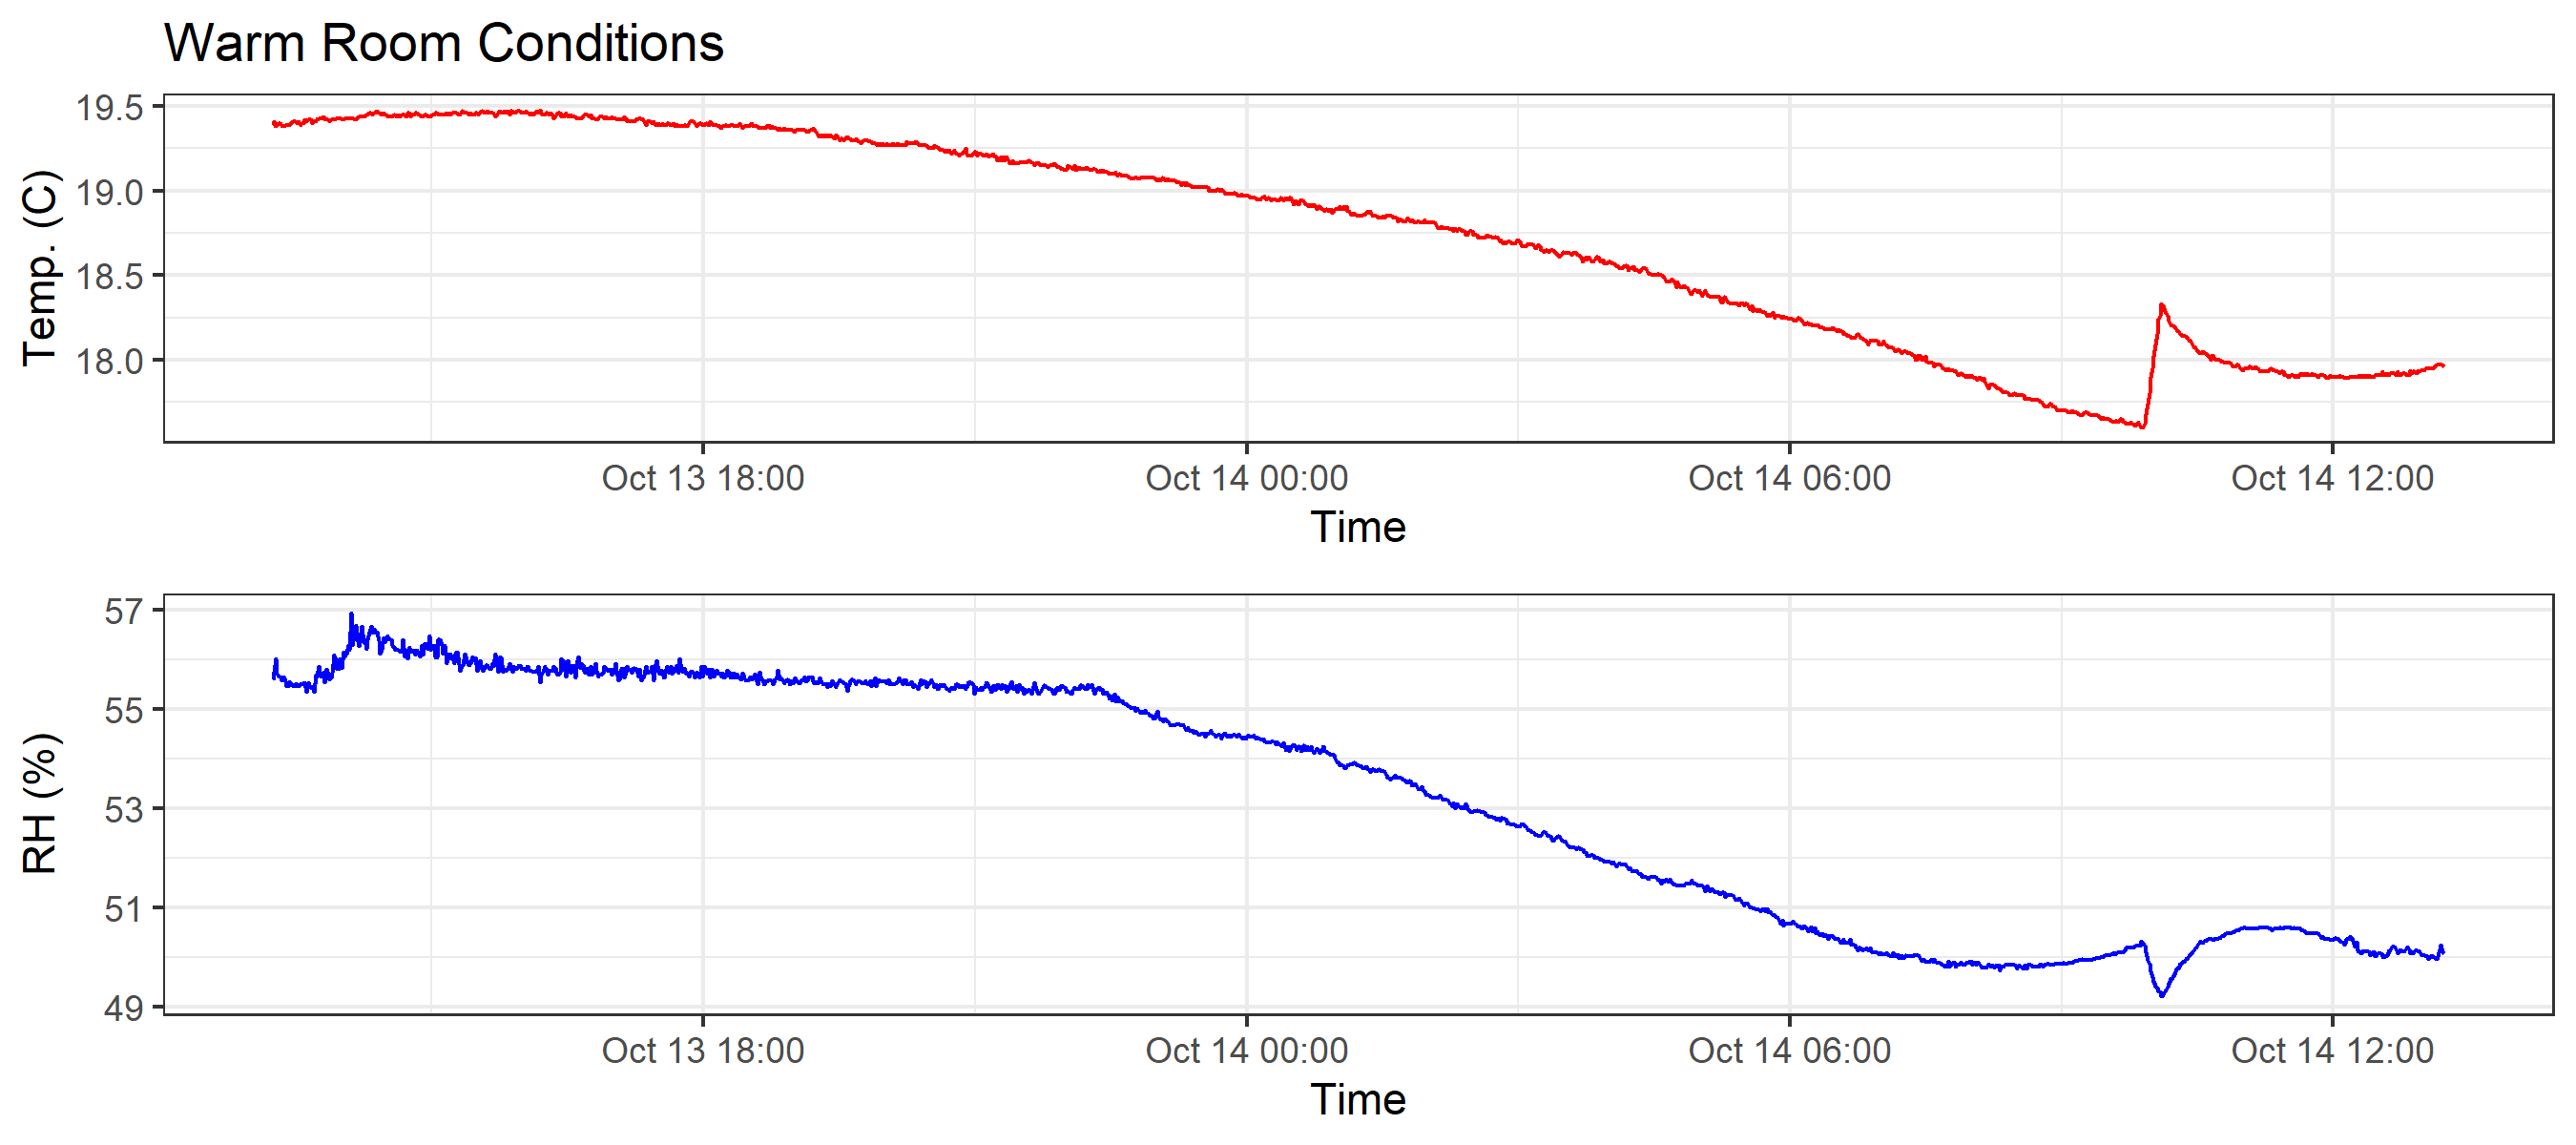 Warm Room Conditions
Temp. (C)
19.5
19.0
18.5
18.0
Oct 13 18:00 Oct 14 00:00 Oct 14 06:00 Oct 14 12:00
Time
RH (%)
57
55
53
51
49
Oct 13 18:00 Oct 14 00:00 Oct 14 06:00 Oct 14 12:00
Time